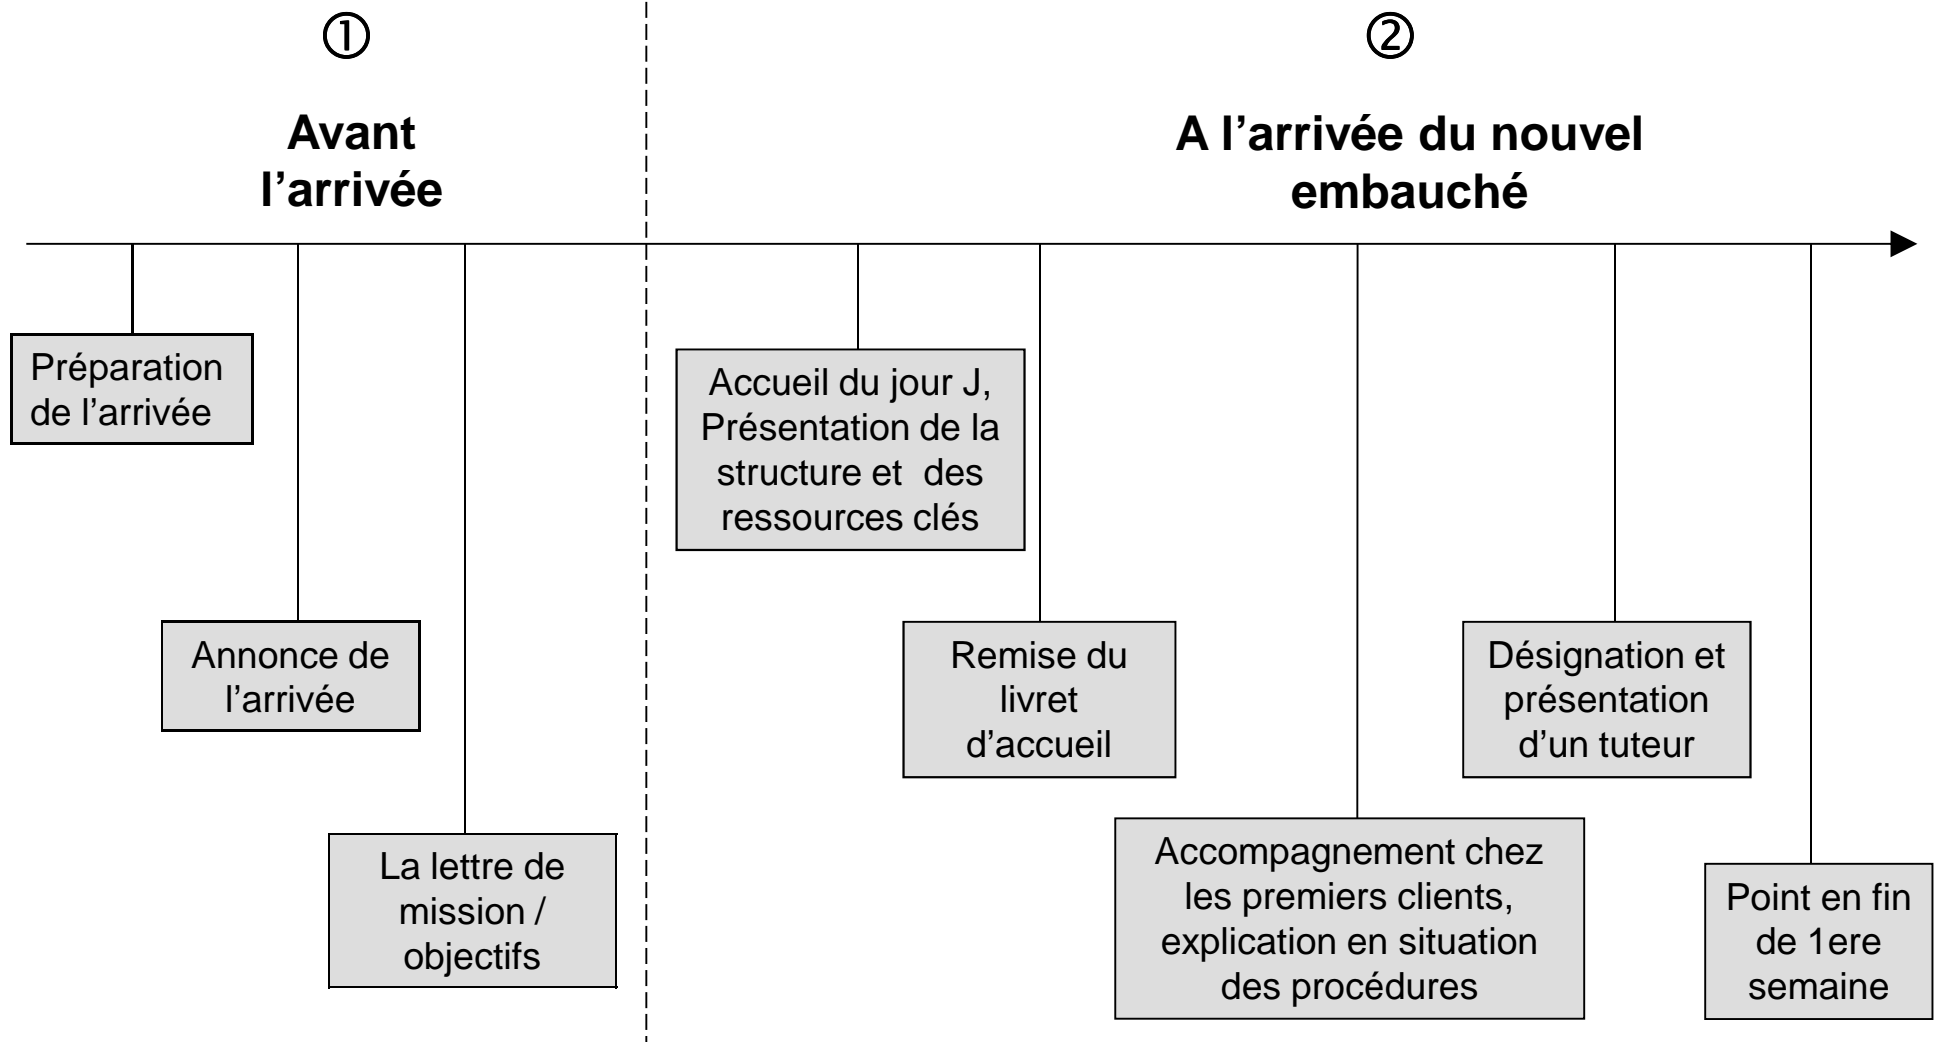 ①
Avant
l’arrivée
Préparation
de l’arrivée
Annonce de
l’arrivée
La lettre de
mission /
objectifs
②
A l’arrivée du nouvel
embauché
Accueil du jour J,
Présentation de la
structure et des
ressources clés
Remise du
livret
d’accueil
Accompagnement chez
les premiers clients,
explication en situation
des procédures
Désignation et
présentation
d’un tuteur
Point en fin
de 1ere
semaine